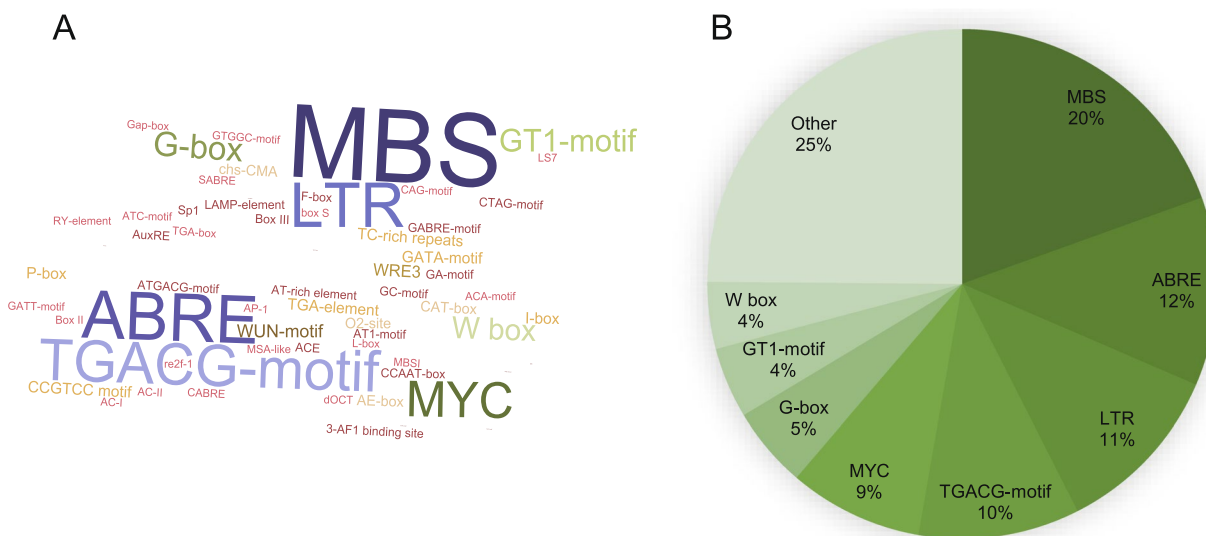 A
Gap-box
G-box
GTGGC-motif
MBS
GT1-motif
LS7
chs-CMA
SABRE
LTR
F-box
CAG-motif
LAMP-element
CTAG-motif
Sp1
Box III
box S
RY-element
ATC-motif
GABRE-motif
AuxRE
TGA-box
TC-rich repeats
GATA-motif
P-box
WRE3
GA-motif
ATGACG-motif
AT-rich element
GC-motif
ACA-motif
GATT-motif
Box II
ABRE
AP-1
TGA-element
CAT-box
I-box
WUN-motif
O2-site
AT1-motif
W box
L-box
MSA-like
ACE
TGACG-motif
re2f-1
MBSI
CCAAT-box
CCGTCC motif
AC-II
CABRE
AC-I
dOCT
AE-box
MYC
3-AF1 binding site
B
MBS
20%
Other
25%
ABRE
12%
W box
4%
GT1-motif
4%
G-box
5%
LTR
11%
MYC
9%
TGACG-motif
10%